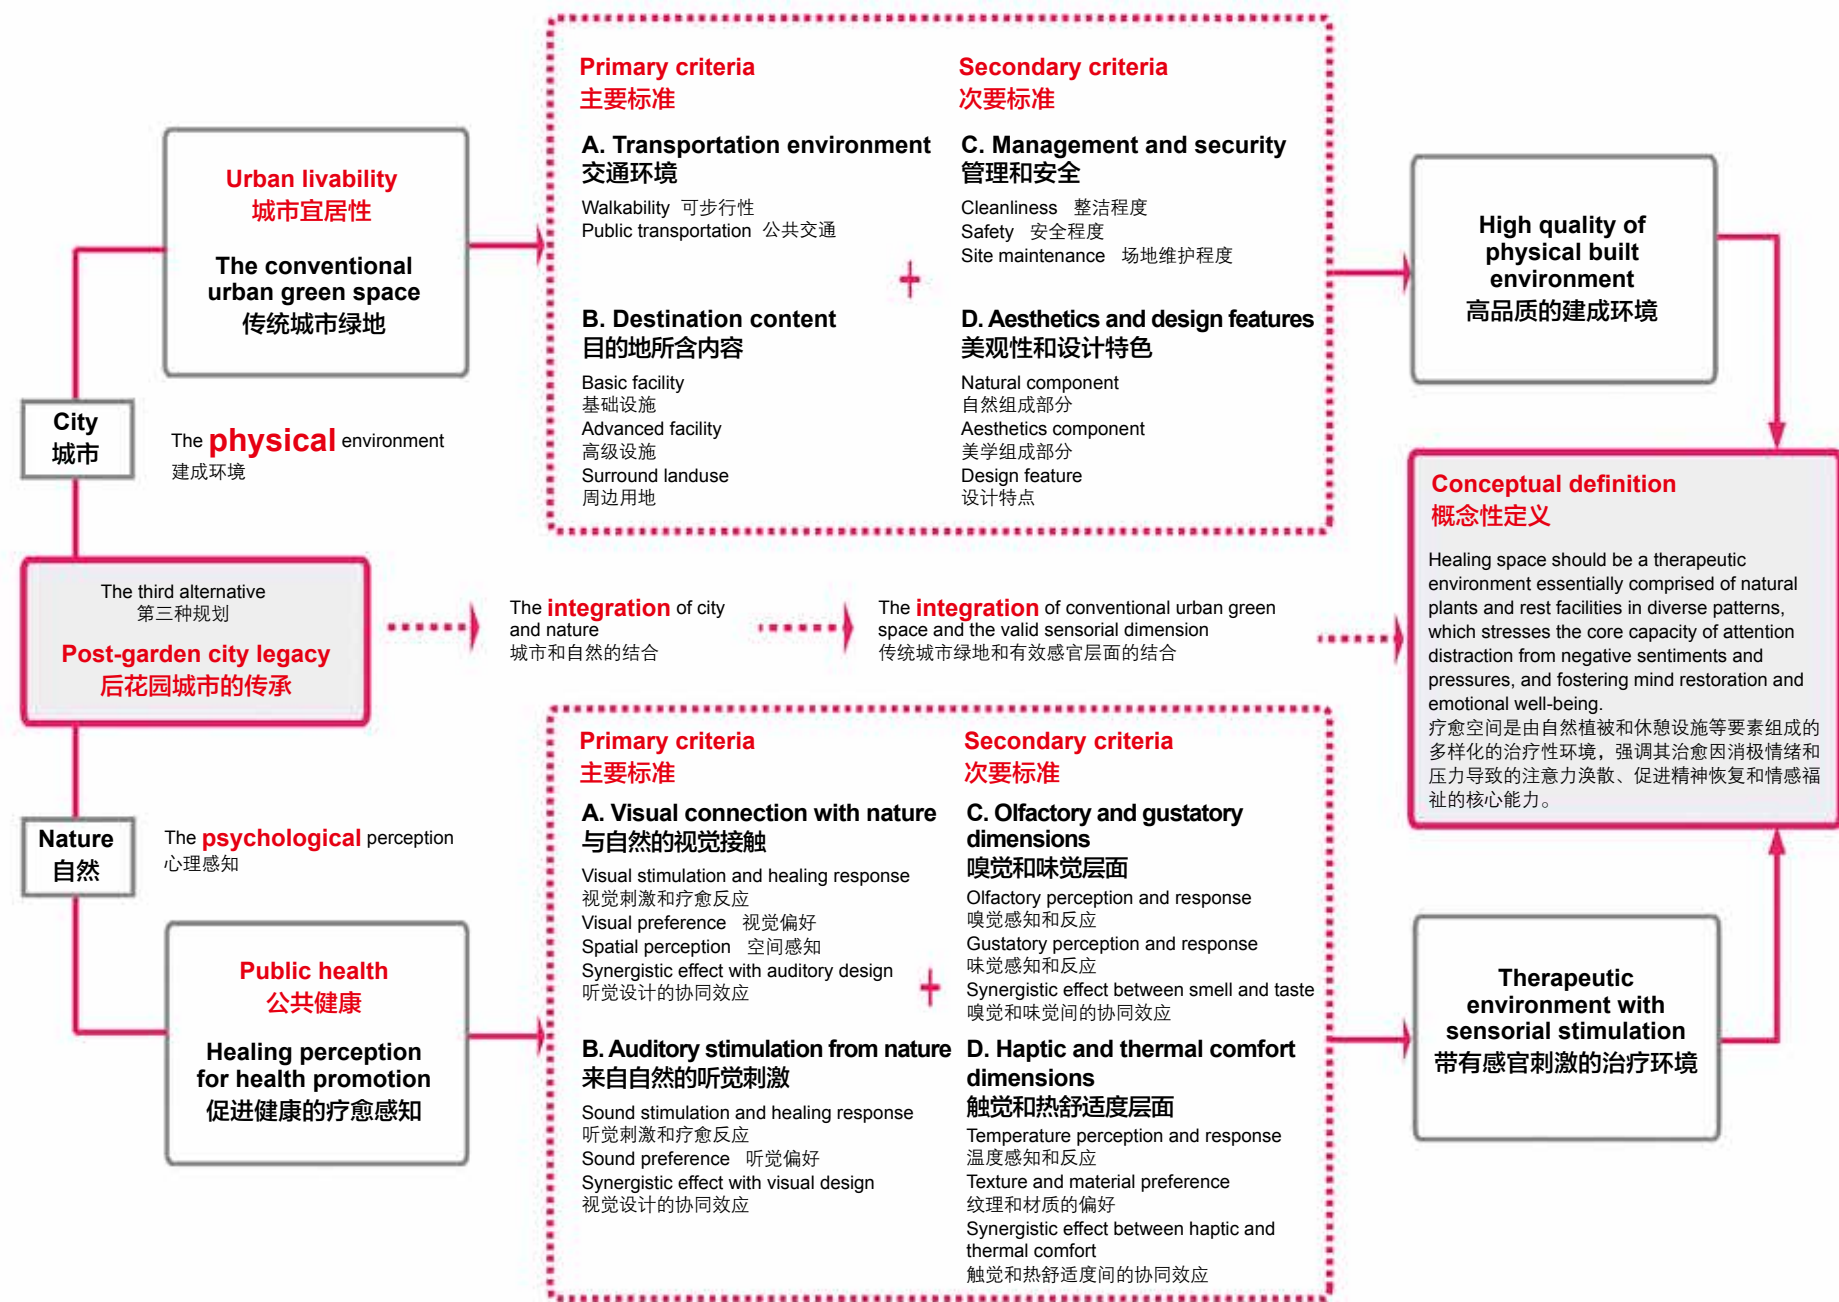 Primary criteria
主要标准
Secondary criteria
次要标准
A. Transportation environment
交通环境
Walkability 可步行性
Public transportation 公共交通
C. Management and security
管理和安全
Cleanliness 整洁程度
Safety 安全程度
Site maintenance 场地维护程度
+
B. Destination content
目的地所含内容
Basic facility
基础设施
Advanced facility
高级设施
Surround landuse
周边用地
D. Aesthetics and design features
美观性和设计特色
Natural component
自然组成部分
Aesthetics component
美学组成部分
Design feature
设计特点
Urban livability
城市宜居性
The conventional
urban green space
传统城市绿地
High quality of
physical built
environment
高品质的建成环境
City
城市
The physical environment
建成环境
The third alternative
第三种规划
Post-garden city legacy
后花园城市的传承
The integration of city
and nature
城市和自然的结合
The integration of conventional urban green
space and the valid sensorial dimension
传统城市绿地和有效感官层面的结合
Conceptual definition
概念性定义
Healing space should be a therapeutic
environment essentially comprised of natural
plants and rest facilities in diverse patterns,
which stresses the core capacity of attention
distraction from negative sentiments and
pressures, and fostering mind restoration and
emotional well-being.
疗愈空间是由自然植被和休憩设施等要素组成的
多样化的治疗性环境，强调其治愈因消极情绪和
压力导致的注意力涣散、促进精神恢复和情感福
祉的核心能力。
Nature
自然
The psychological perception
心理感知
Public health
公共健康
Healing perception
for health promotion
促进健康的疗愈感知
Primary criteria
主要标准
Secondary criteria
次要标准
A. Visual connection with nature
与自然的视觉接触
Visual stimulation and healing response
视觉刺激和疗愈反应
Visual preference 视觉偏好
Spatial perception 空间感知
Synergistic effect with auditory design
听觉设计的协同效应
C. Olfactory and gustatory
dimensions
嗅觉和味觉层面
Olfactory perception and response
嗅觉感知和反应
Gustatory perception and response
味觉感知和反应
Synergistic effect between smell and taste
嗅觉和味觉间的协同效应
+
B. Auditory stimulation from nature
来自自然的听觉刺激
Sound stimulation and healing response
听觉刺激和疗愈反应
Sound preference 听觉偏好
Synergistic effect with visual design
视觉设计的协同效应
D. Haptic and thermal comfort
dimensions
触觉和热舒适度层面
Temperature perception and response
温度感知和反应
Texture and material preference
纹理和材质的偏好
Synergistic effect between haptic and
thermal comfort
触觉和热舒适度间的协同效应
Therapeutic
environment with
sensorial stimulation
带有感官刺激的治疗环境